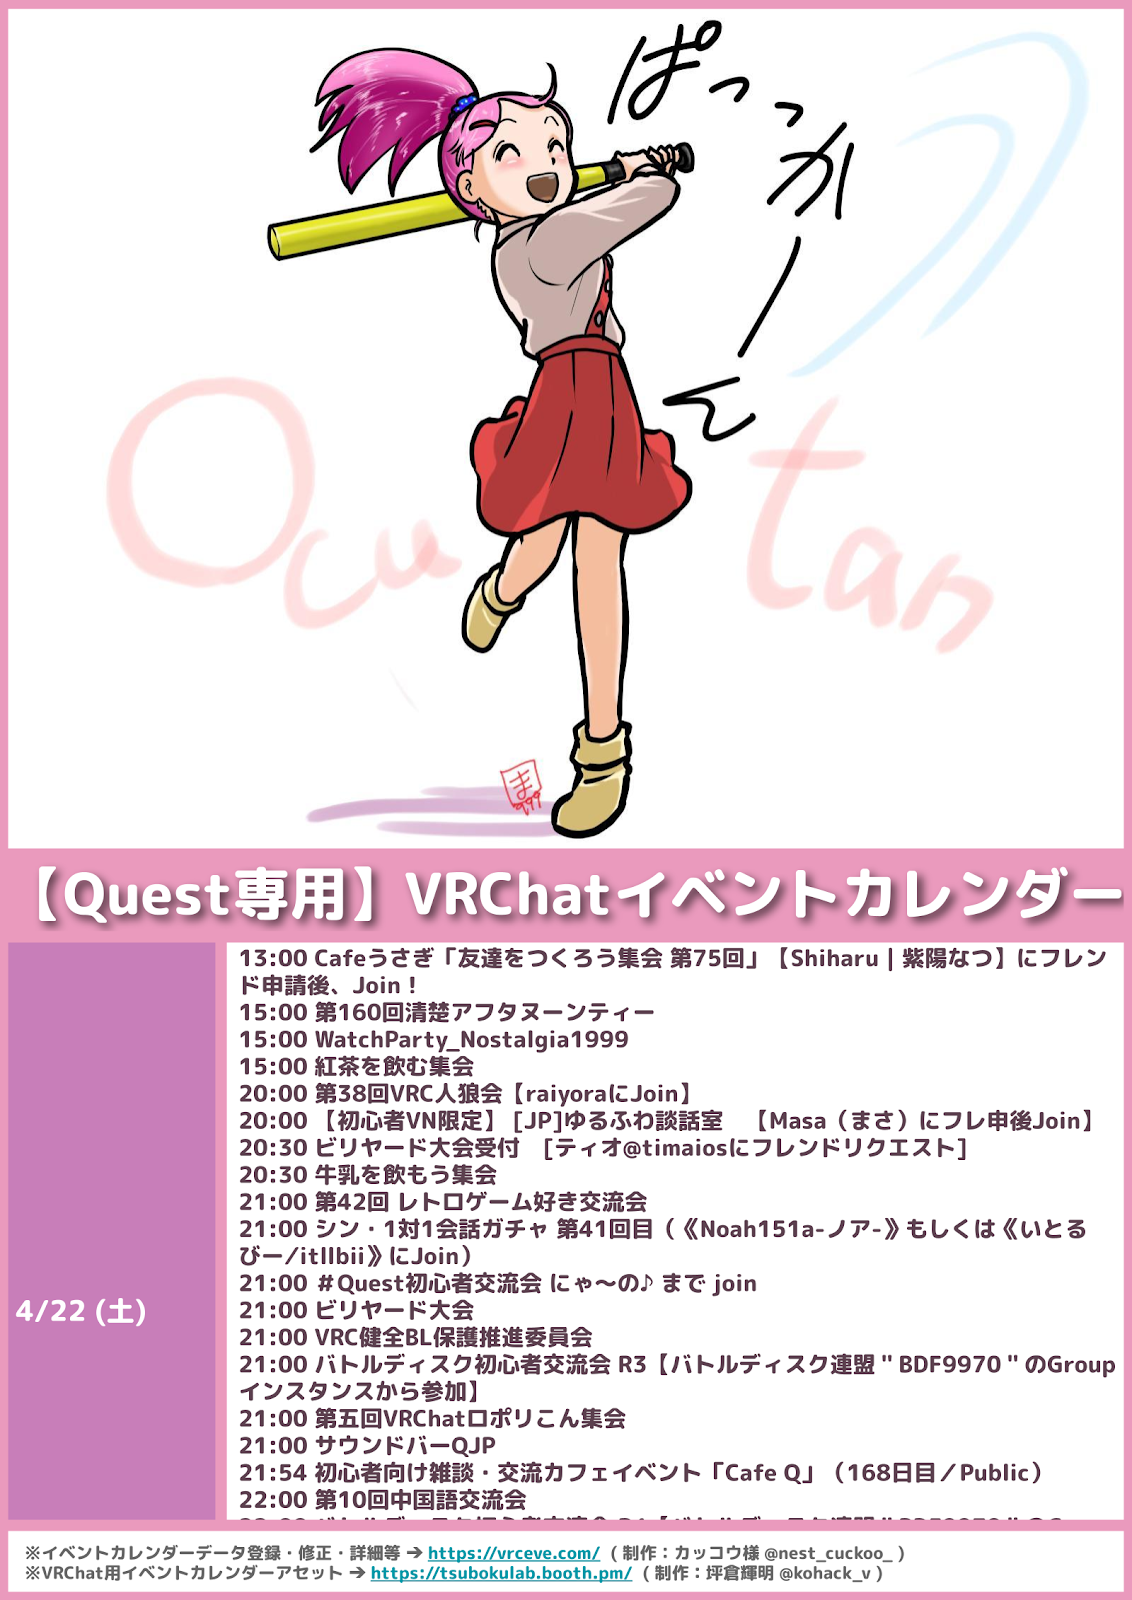 ぱっっかーん
Ocu tan
ま
999
【Quest専用】VRChatイベントカレンダー
4/22 (土)
13:00 Cafeうさぎ「友達をつくろう集会 第75回」【Shiharu | 紫陽なつ】にフレン
ド申請後、Join！
15:00 第160回清楚アフタヌーンティー
15:00 WatchParty_Nostalgia1999
15:00 紅茶を飲む集会
20:00 第38回VRC人狼会【raiyoraにJoin】
20:00 【初心者VN限定】 [JP]ゆるふわ談話室　【Masa（まさ）にフレ申後Join】
20:30 ビリヤード大会受付　[ティオ@timaiosにフレンドリクエスト]
20:30 牛乳を飲もう集会
21:00 第42回 レトロゲーム好き交流会
21:00 シン・1対1会話ガチャ 第41回目（《Noah151a-ノア-》もしくは《いとる
びー/itllbii》にJoin）
21:00 ＃Quest初心者交流会 にゃ〜の♪ まで join
21:00 ビリヤード大会
21:00 VRC健全BL保護推進委員会
21:00 バトルディスク初心者交流会 R3【バトルディスク連盟＂BDF9970＂のGroup
インスタンスから参加】
21:00 第五回VRChatロポリこん集会
21:00 サウンドバーQJP
21:54 初心者向け雑談・交流カフェイベント「Cafe Q」（168日目／Public）
22:00 第10回中国語交流会
※イベントカレンダーデータ登録・修正・詳細等 ➔ https://vrceve.com/ （制作：カッコウ様 @nest_cuckoo_ ）
※VRChat用イベントカレンダーアセット ➔ https://tsubokulab.booth.pm/ （制作：坪倉輝明 @kohack_v ）